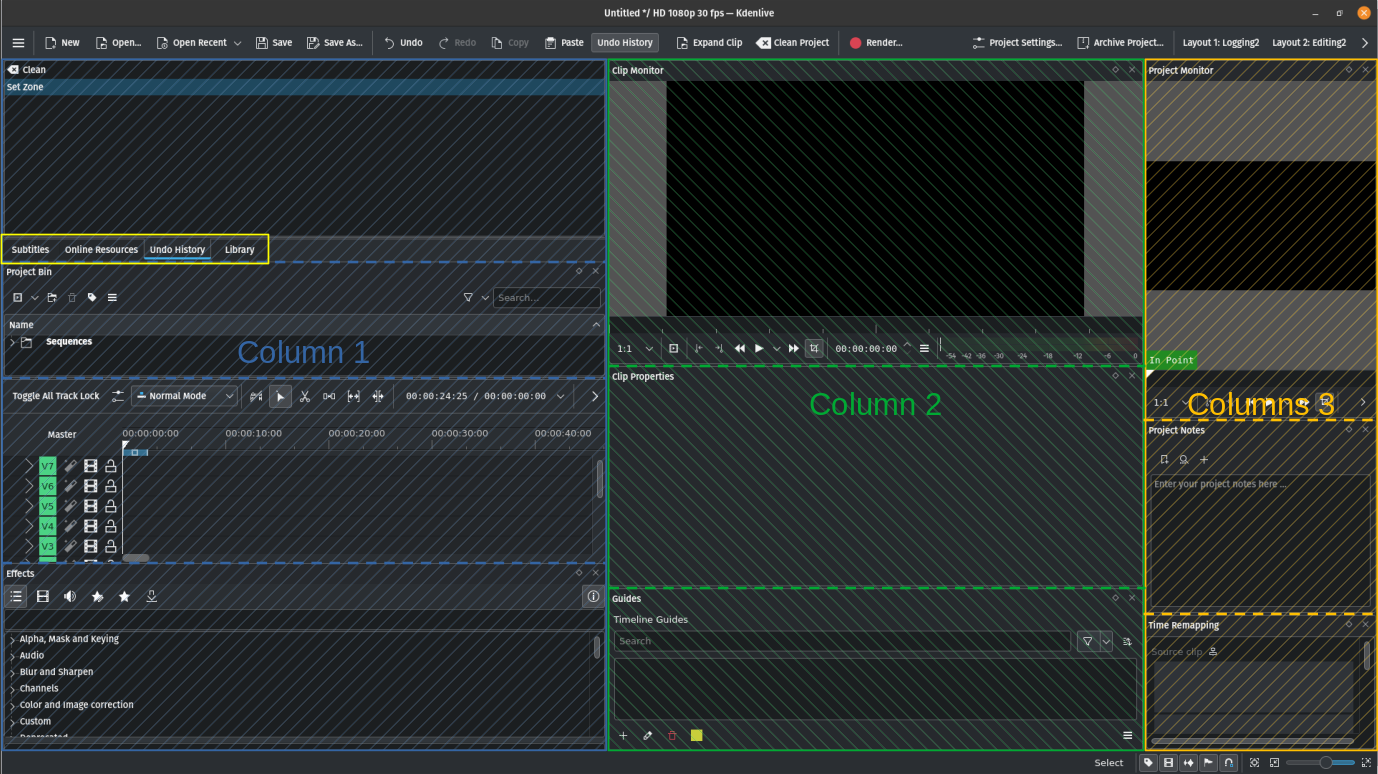 Untitled */ HD 1080p 30 fps — Kdenlive
New Open... Open Recent Save Save As... Undo Redo Copy Paste Undo History Expand Clip Clean Project Render... Project Settings... Archive Project... Layout 1: Logging2 Layout 2: Editing2
Clean
Set Zone
Subtitles Online Resources Undo History Library
Project Bin
Search...
Name
Sequences
Column 1
Toggle All Track Lock Normal Mode 00:00:24:25 / 00:00:00:00
Master 00:00:00:00 00:00:10:00 00:00:20:00 00:00:30:00 00:00:40:00
V7
V6
V5
V4
V3
Effects
Alpha, Mask and Keying
Audio
Blur and Sharpen
Channels
Color and Image correction
Custom
Deprecated
Clip Monitor
1:1 00:00:00:00 -54 -42 -36 -30 -24 -18 -12 -6 0
Clip Properties
Column 2
Guides
Timeline Guides
Search
Project Monitor
In Point
1:1
Columns 3
Project Notes
Enter your project notes here ...
Time Remapping
Source clip
Select